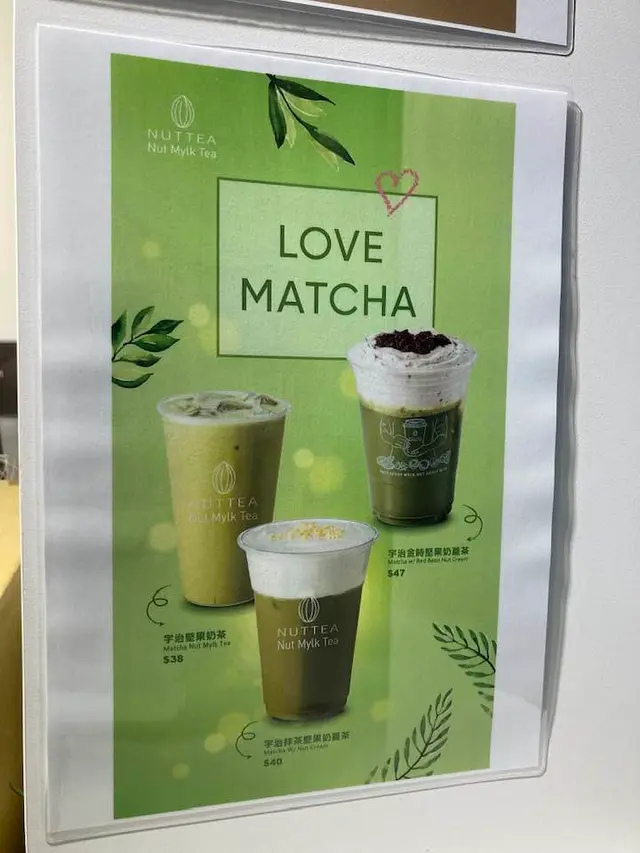 NUTTEA
Nut Mylk Tea
LOVE
MATCHA
NUTTEA
Nut Mylk Tea
宇治金時堅果奶蓋茶
Matcha w/ Red Bean Nut Cream
$47
NUTTEA
Nut Mylk Tea
宇治堅果奶茶
Matcha Nut Mylk Tea
$38
宇治抹茶堅果奶蓋茶
Matcha W/ Nut Cream
$40